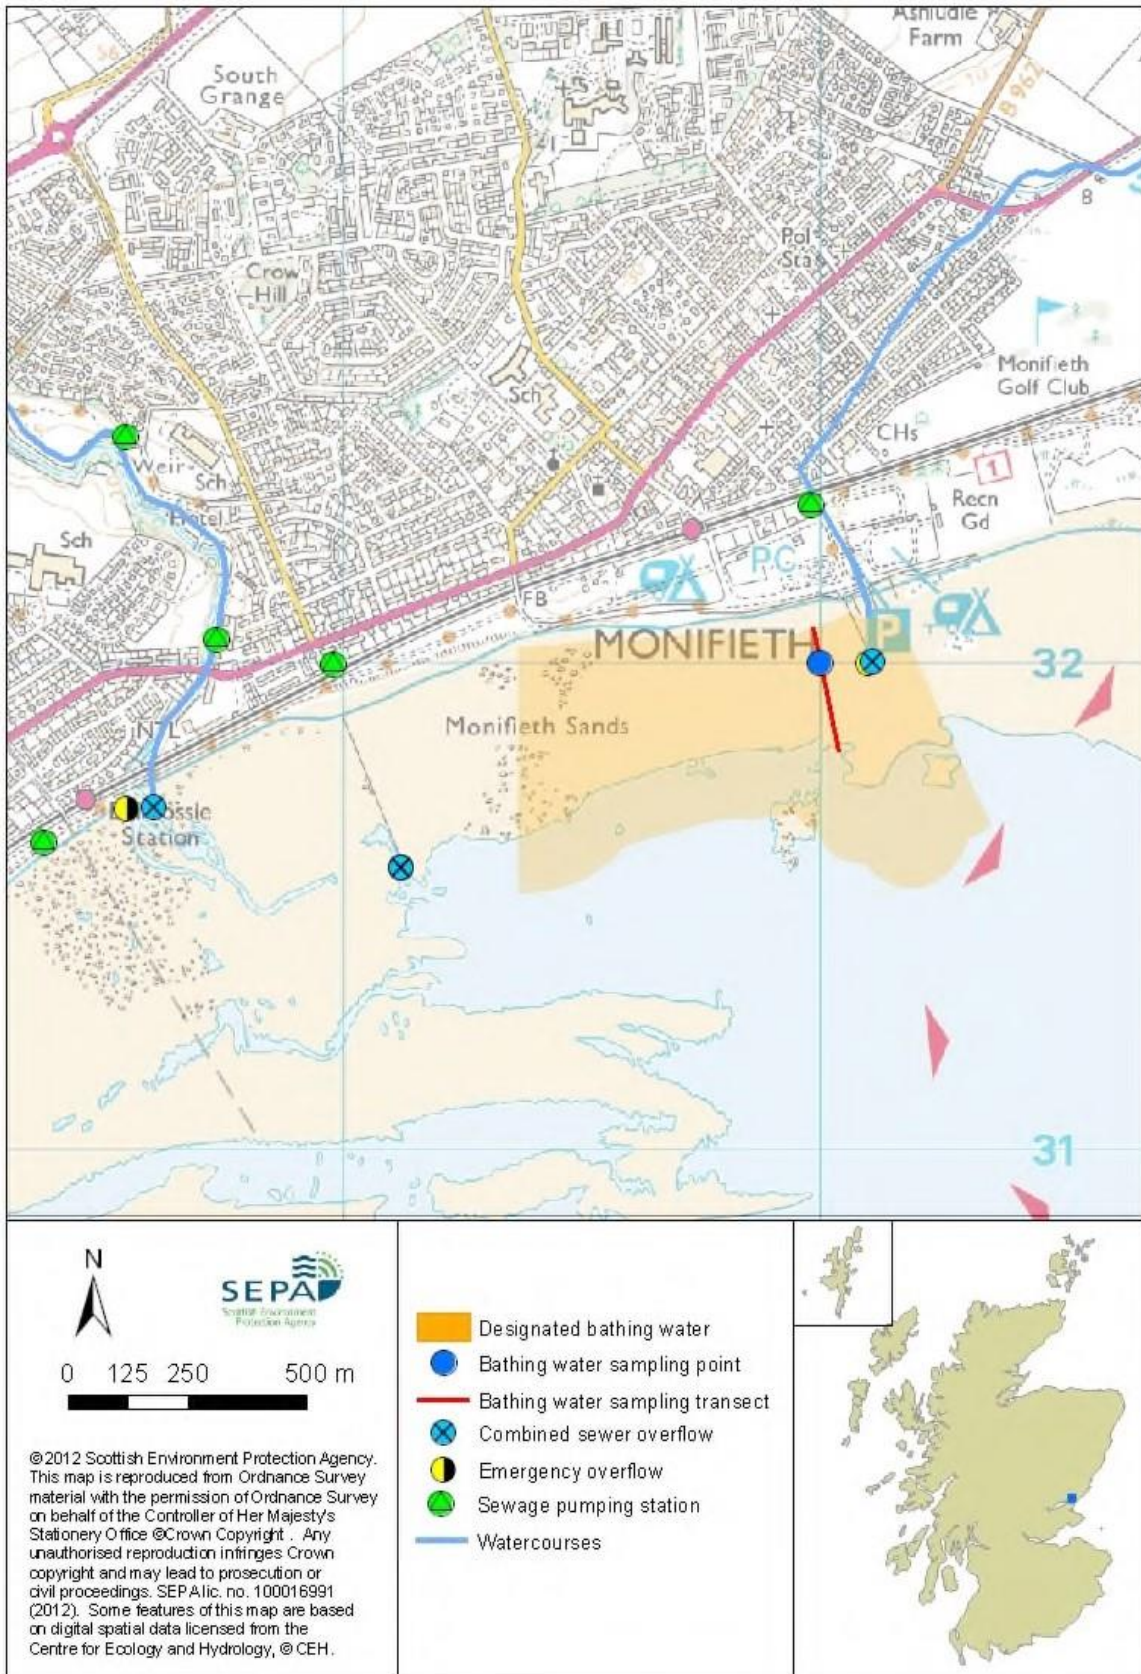 Ashludie
Farm
56
South
Grange
B 962
Pol
Sta
8
Crow
Hill
Monifieth
Golf Club
Sch
CHs
1
Weir
Sch
Hotel
Recn
Gd
Sch
PC
FB
P
MONIFIETH
32
Monifieth Sands
NTL
Station
31
N
SEPA
Scottish Environment
Protection Agency
0 125 250 500 m
©2012 Scottish Environment Protection Agency.
This map is reproduced from Ordnance Survey
material with the permission of Ordnance Survey
on behalf of the Controller of Her Majesty's
Stationery Office ©Crown Copyright . Any
unauthorised reproduction infringes Crown
copyright and may lead to prosecution or
civil proceedings. SEPA lic. no. 100016991
(2012). Some features of this map are based
on digital spatial data licensed from the
Centre for Ecology and Hydrology, © CEH.
Designated bathing water
Bathing water sampling point
Bathing water sampling transect
Combined sewer overflow
Emergency overflow
Sewage pumping station
Watercourses